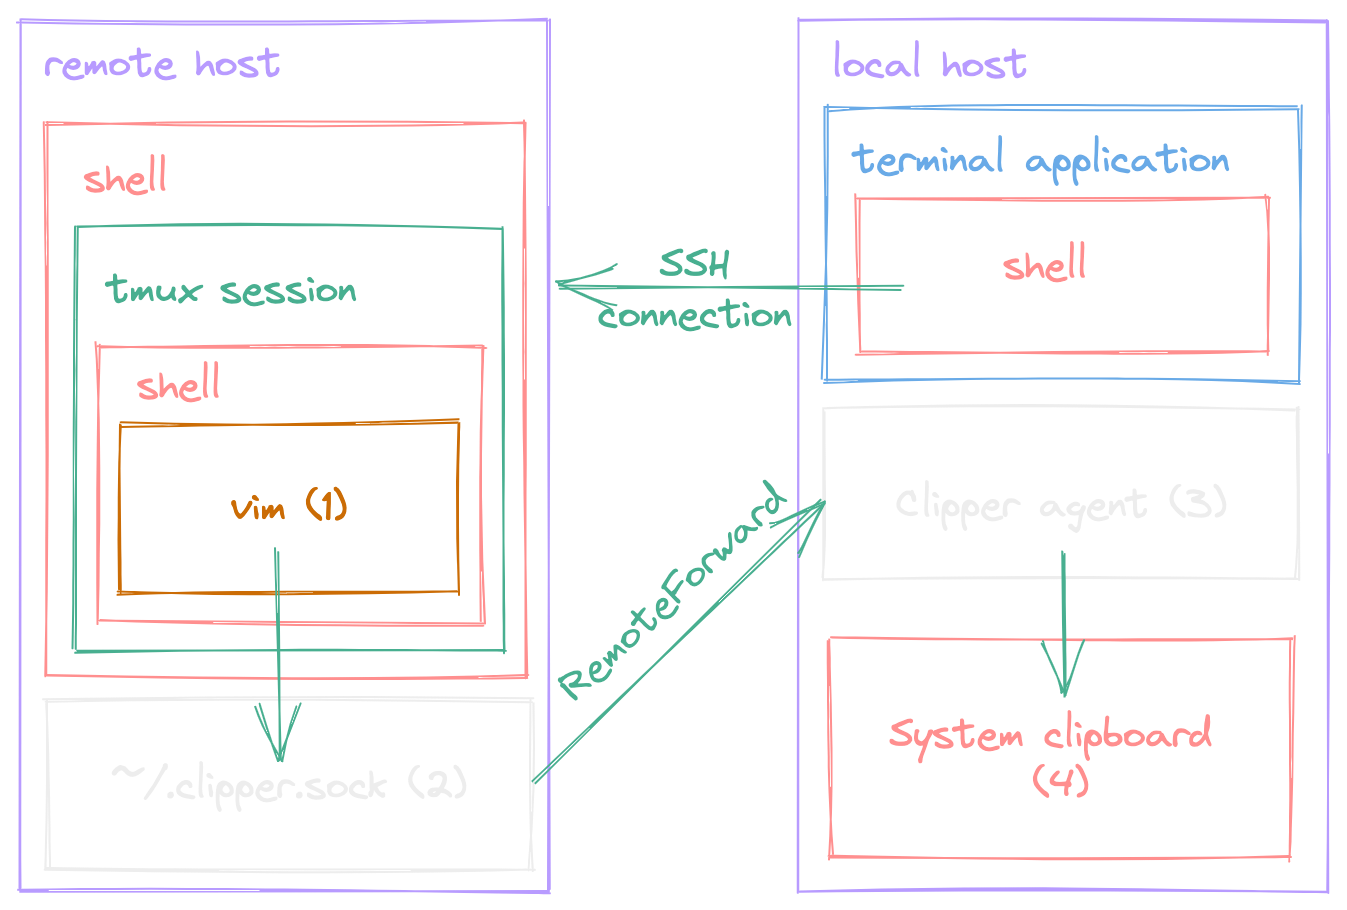 remote host
shell
tmux session
shell
vim (1)
~/.clipper.sock (2)
SSH
connection
RemoteForward
local host
terminal application
shell
Clipper agent (3)
System clipboard
(4)